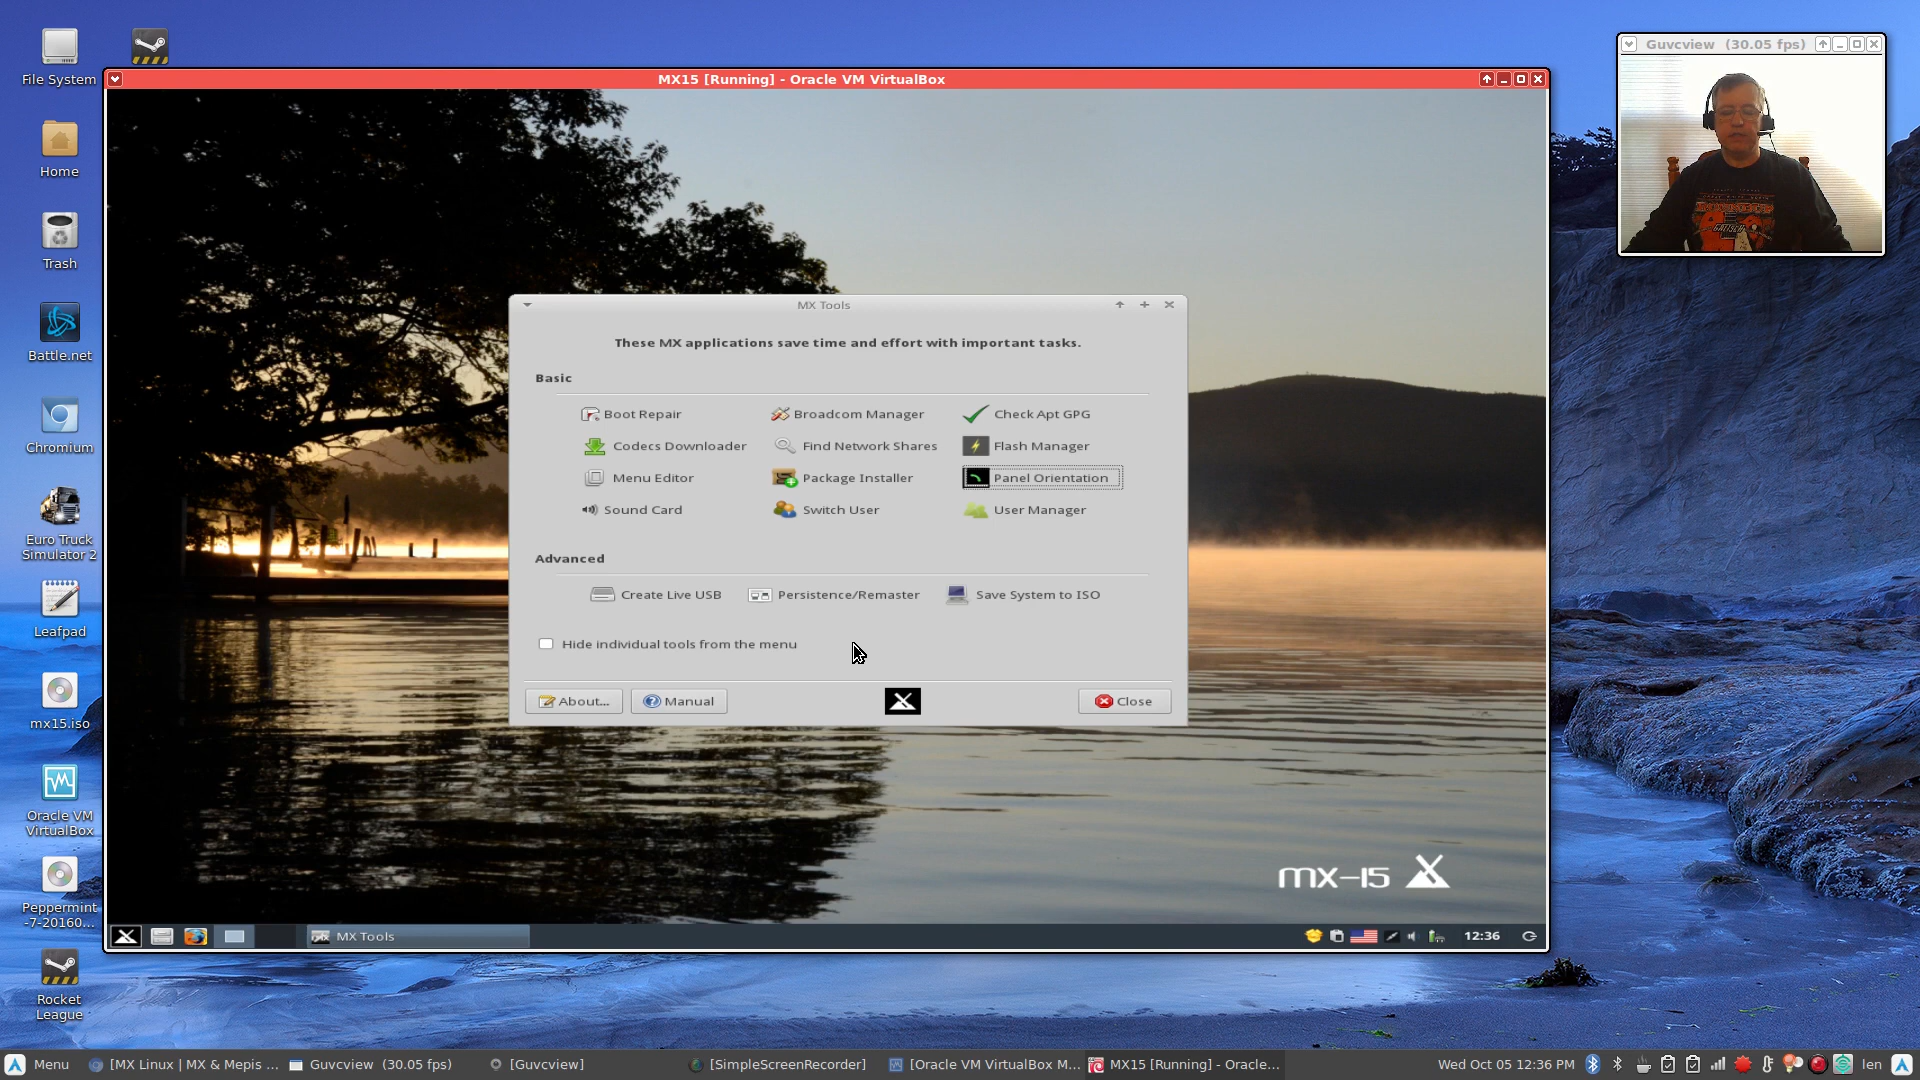 File System
Home
Trash
Battle.net
Chromium
Euro Truck
Simulator 2
Leafpad
mx15.iso
Oracle VM
VirtualBox
Peppermint
-7-20160...
Rocket
League
MX15 [Running] - Oracle VM VirtualBox
Guvcview (30.05 fps)
MX Tools
These MX applications save time and effort with important tasks.
Basic
Boot Repair
Broadcom Manager
Check Apt GPG
Codecs Downloader
Find Network Shares
Flash Manager
Menu Editor
Package Installer
Panel Orientation
Sound Card
Switch User
User Manager
Advanced
Create Live USB
Persistence/Remaster
Save System to ISO
Hide individual tools from the menu
About...
Manual
Close
mx-15
MX Tools
12:36
Menu
[MX Linux | MX & Mepis ...
Guvcview (30.05 fps)
[Guvcview]
[SimpleScreenRecorder]
[Oracle VM VirtualBox M...
MX15 [Running] - Oracle...
Wed Oct 05 12:36 PM
len